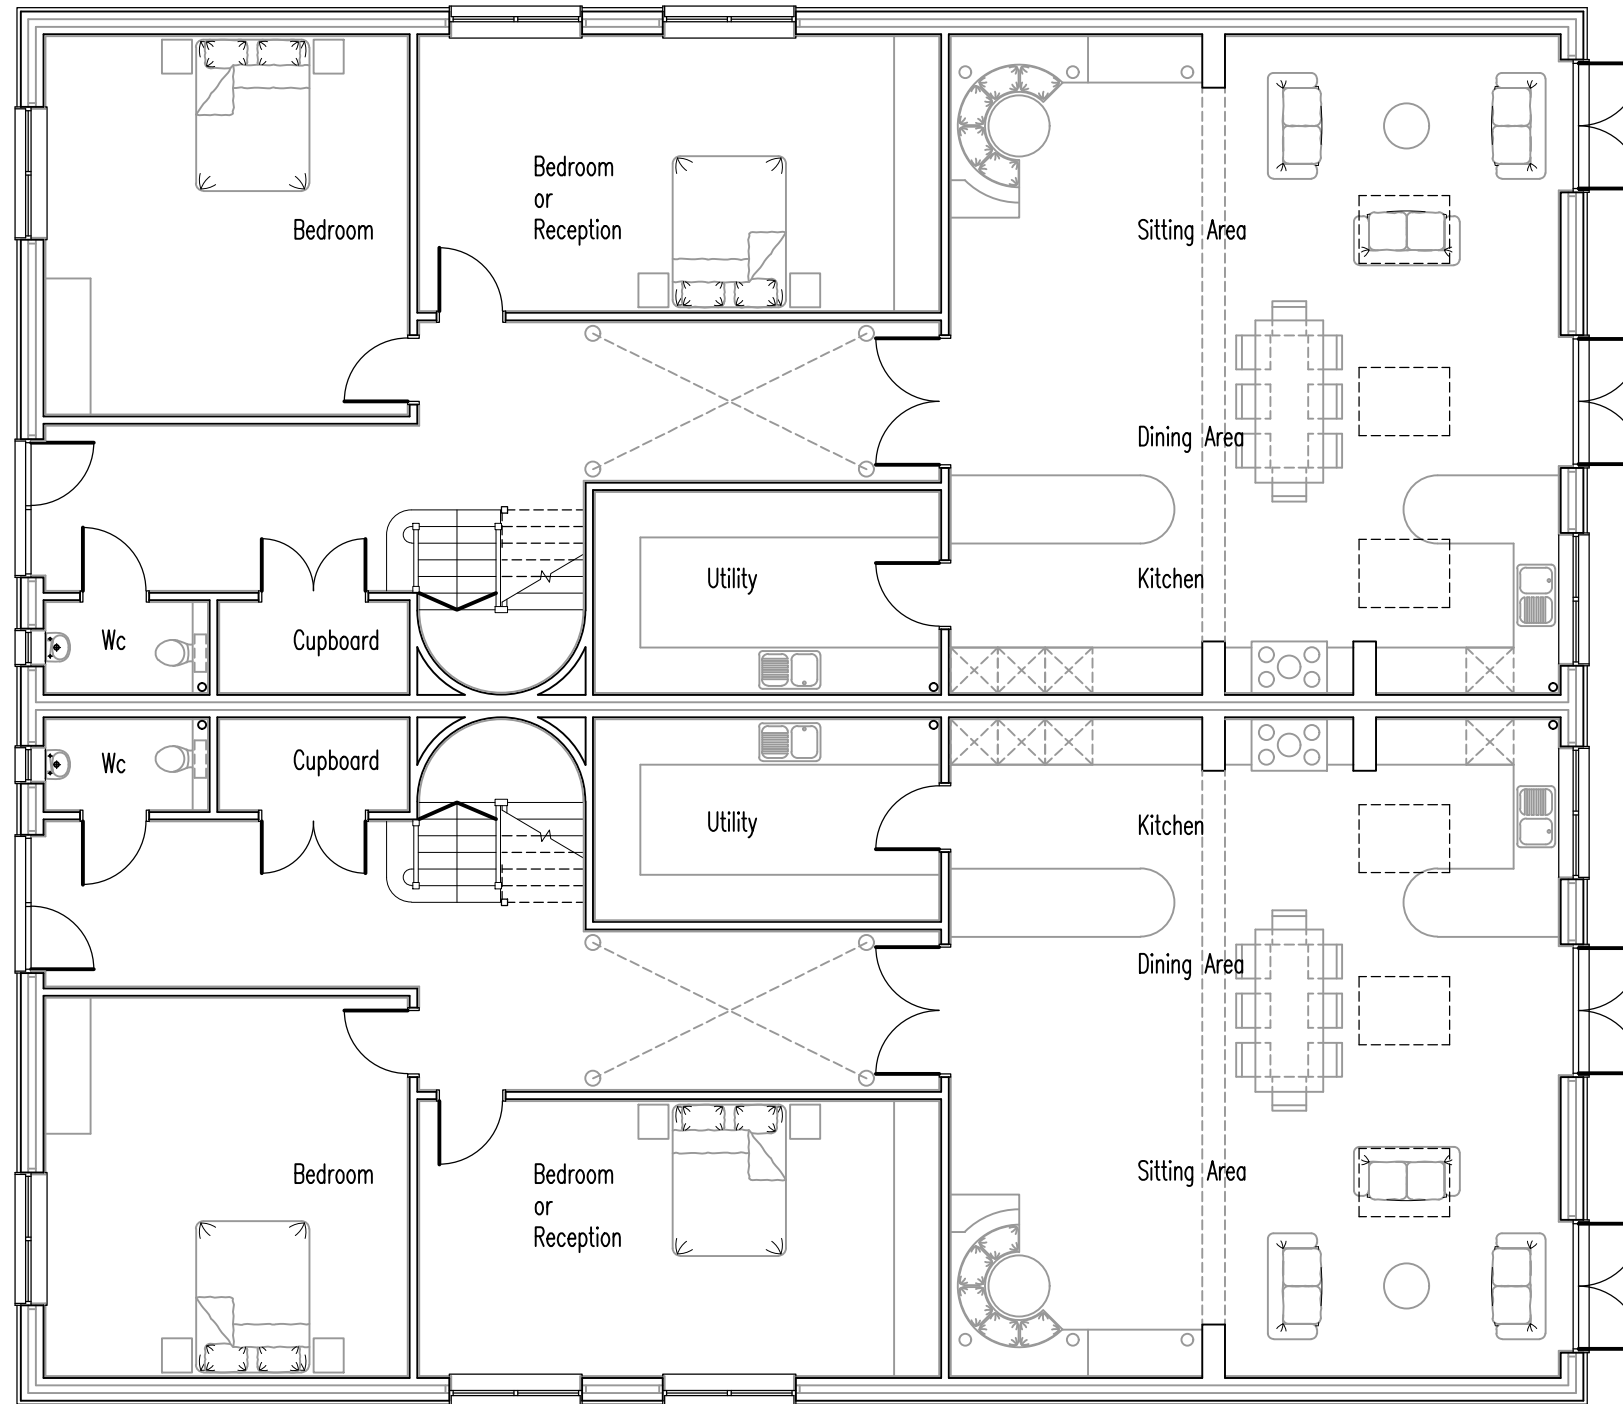 Bedroom
or
Reception
Bedroom
Sitting Area
Dining Area
Utility
Kitchen
Wc
Cupboard
Wc
Cupboard
Utility
Kitchen
Dining Area
Bedroom
Bedroom
or
Reception
Sitting Area